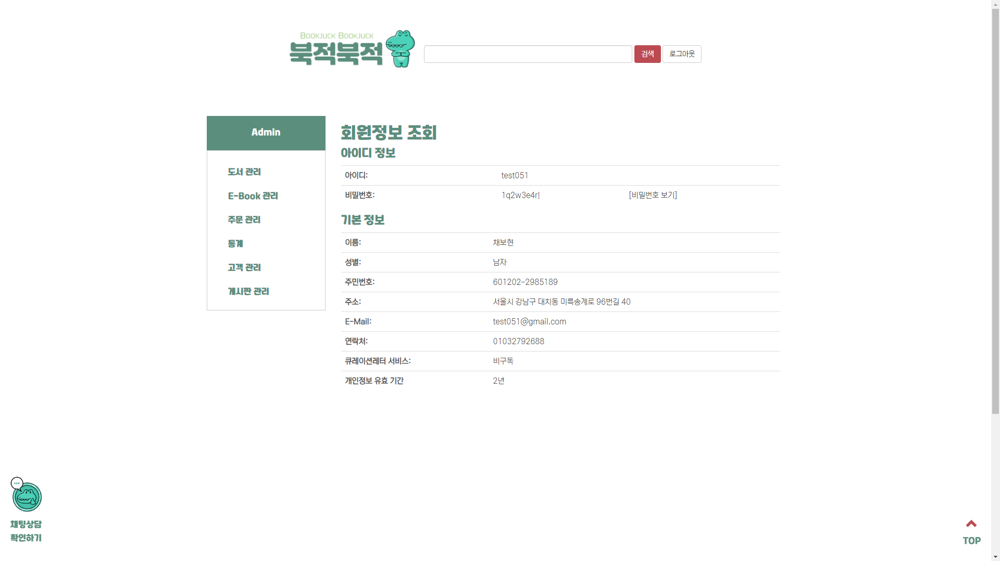 BOOKJUCK BOOKJUCK
북적북적
검색
로그아웃
Admin
도서 관리
E-Book 관리
주문 관리
통계
고객 관리
게시판 관리
회원정보 조회
아이디 정보
아이디: test051
비밀번호: 1q2w3e4r! [비밀번호 보기]
기본 정보
이름: 채보현
성별: 남자
주민번호: 601202-2985189
주소: 서울시 강남구 대치동 미륵송계로 96번길 40
E-Mail: test051@gmail.com
연락처: 01032792688
큐레이션레터 서비스: 비구독
개인정보 유효 기간 2년
채팅상담
확인하기
TOP